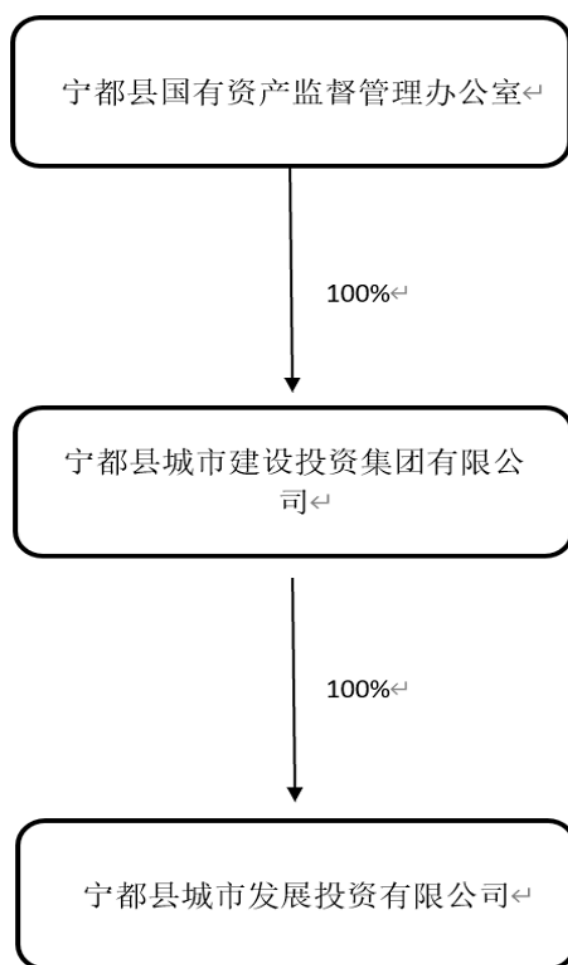 宁都县国有资产监督管理办公室↵
100%↵
宁都县城市建设投资集团有限公
司↵
100%↵
宁都县城市发展投资有限公司↵